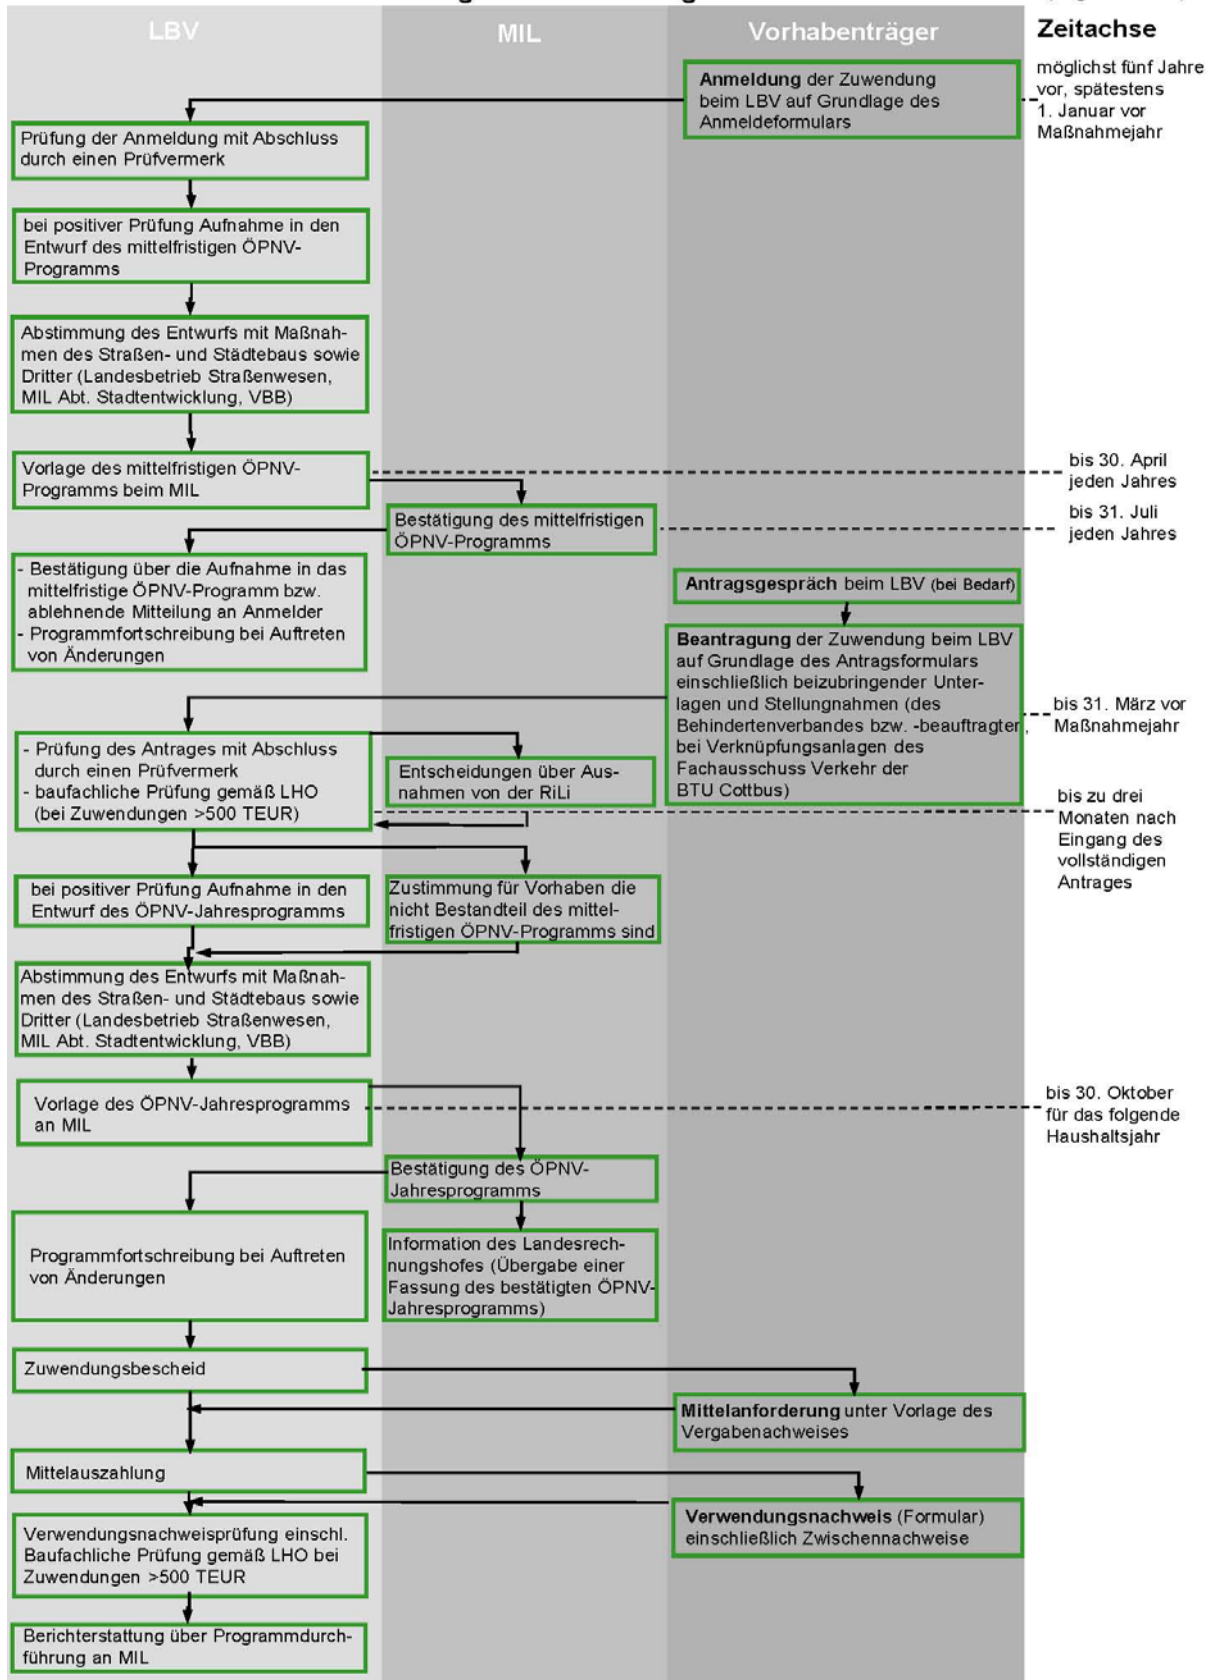 LBV
MIL
Vorhabenträger
Zeitachse
Anmeldung der Zuwendung
beim LBV auf Grundlage des
Anmeldeformulars
möglichst fünf Jahre
vor, spätestens
1. Januar vor
Maßnahmejahr
Prüfung der Anmeldung mit Abschluss
durch einen Prüfvermerk
bei positiver Prüfung Aufnahme in den
Entwurf des mittelfristigen ÖPNV-
Programms
Abstimmung des Entwurfs mit Maßnah-
men des Straßen- und Städtebaus sowie
Dritter (Landesbetrieb Straßenwesen,
MIL Abt. Stadtentwicklung, VBB)
Vorlage des mittelfristigen ÖPNV-
Programms beim MIL
bis 30. April
jeden Jahres
Bestätigung des mittelfristigen
ÖPNV-Programms
bis 31. Juli
jeden Jahres
- Bestätigung über die Aufnahme in das
mittelfristige ÖPNV-Programm bzw.
ablehnende Mitteilung an Anmelder
- Programmfortschreibung bei Auftreten
von Änderungen
Antragsgespräch beim LBV (bei Bedarf)
Beantragung der Zuwendung beim LBV
auf Grundlage des Antragsformulars
einschließlich beizubringender Unter-
lagen und Stellungnahmen (des
Behindertenverbandes bzw. -beauftragter,
bei Verknüpfungsanlagen des
Fachausschuss Verkehr der
BTU Cottbus)
bis 31. März vor
Maßnahmejahr
- Prüfung des Antrages mit Abschluss
durch einen Prüfvermerk
- baufachliche Prüfung gemäß LHO
(bei Zuwendungen >500 TEUR)
Entscheidungen über Aus-
nahmen von der RiLi
bis zu drei
Monaten nach
Eingang des
vollständigen
Antrages
bei positiver Prüfung Aufnahme in den
Entwurf des ÖPNV-Jahresprogramms
Zustimmung für Vorhaben die
nicht Bestandteil des mittel-
fristigen ÖPNV-Programms sind
Abstimmung des Entwurfs mit Maßnah-
men des Straßen- und Städtebaus sowie
Dritter (Landesbetrieb Straßenwesen,
MIL Abt. Stadtentwicklung, VBB)
Vorlage des ÖPNV-Jahresprogramms
an MIL
bis 30. Oktober
für das folgende
Haushaltsjahr
Bestätigung des ÖPNV-
Jahresprogramms
Programmfortschreibung bei Auftreten
von Änderungen
Information des Landesrech-
nungshofes (Übergabe einer
Fassung des bestätigten ÖPNV-
Jahresprogramms)
Zuwendungsbescheid
Mittelanforderung unter Vorlage des
Vergabenachweises
Mittelauszahlung
Verwendungsnachweis (Formular)
einschließlich Zwischennachweise
Verwendungsnachweisprüfung einschl.
Baufachliche Prüfung gemäß LHO bei
Zuwendungen >500 TEUR
Berichterstattung über Programmdurch-
führung an MIL